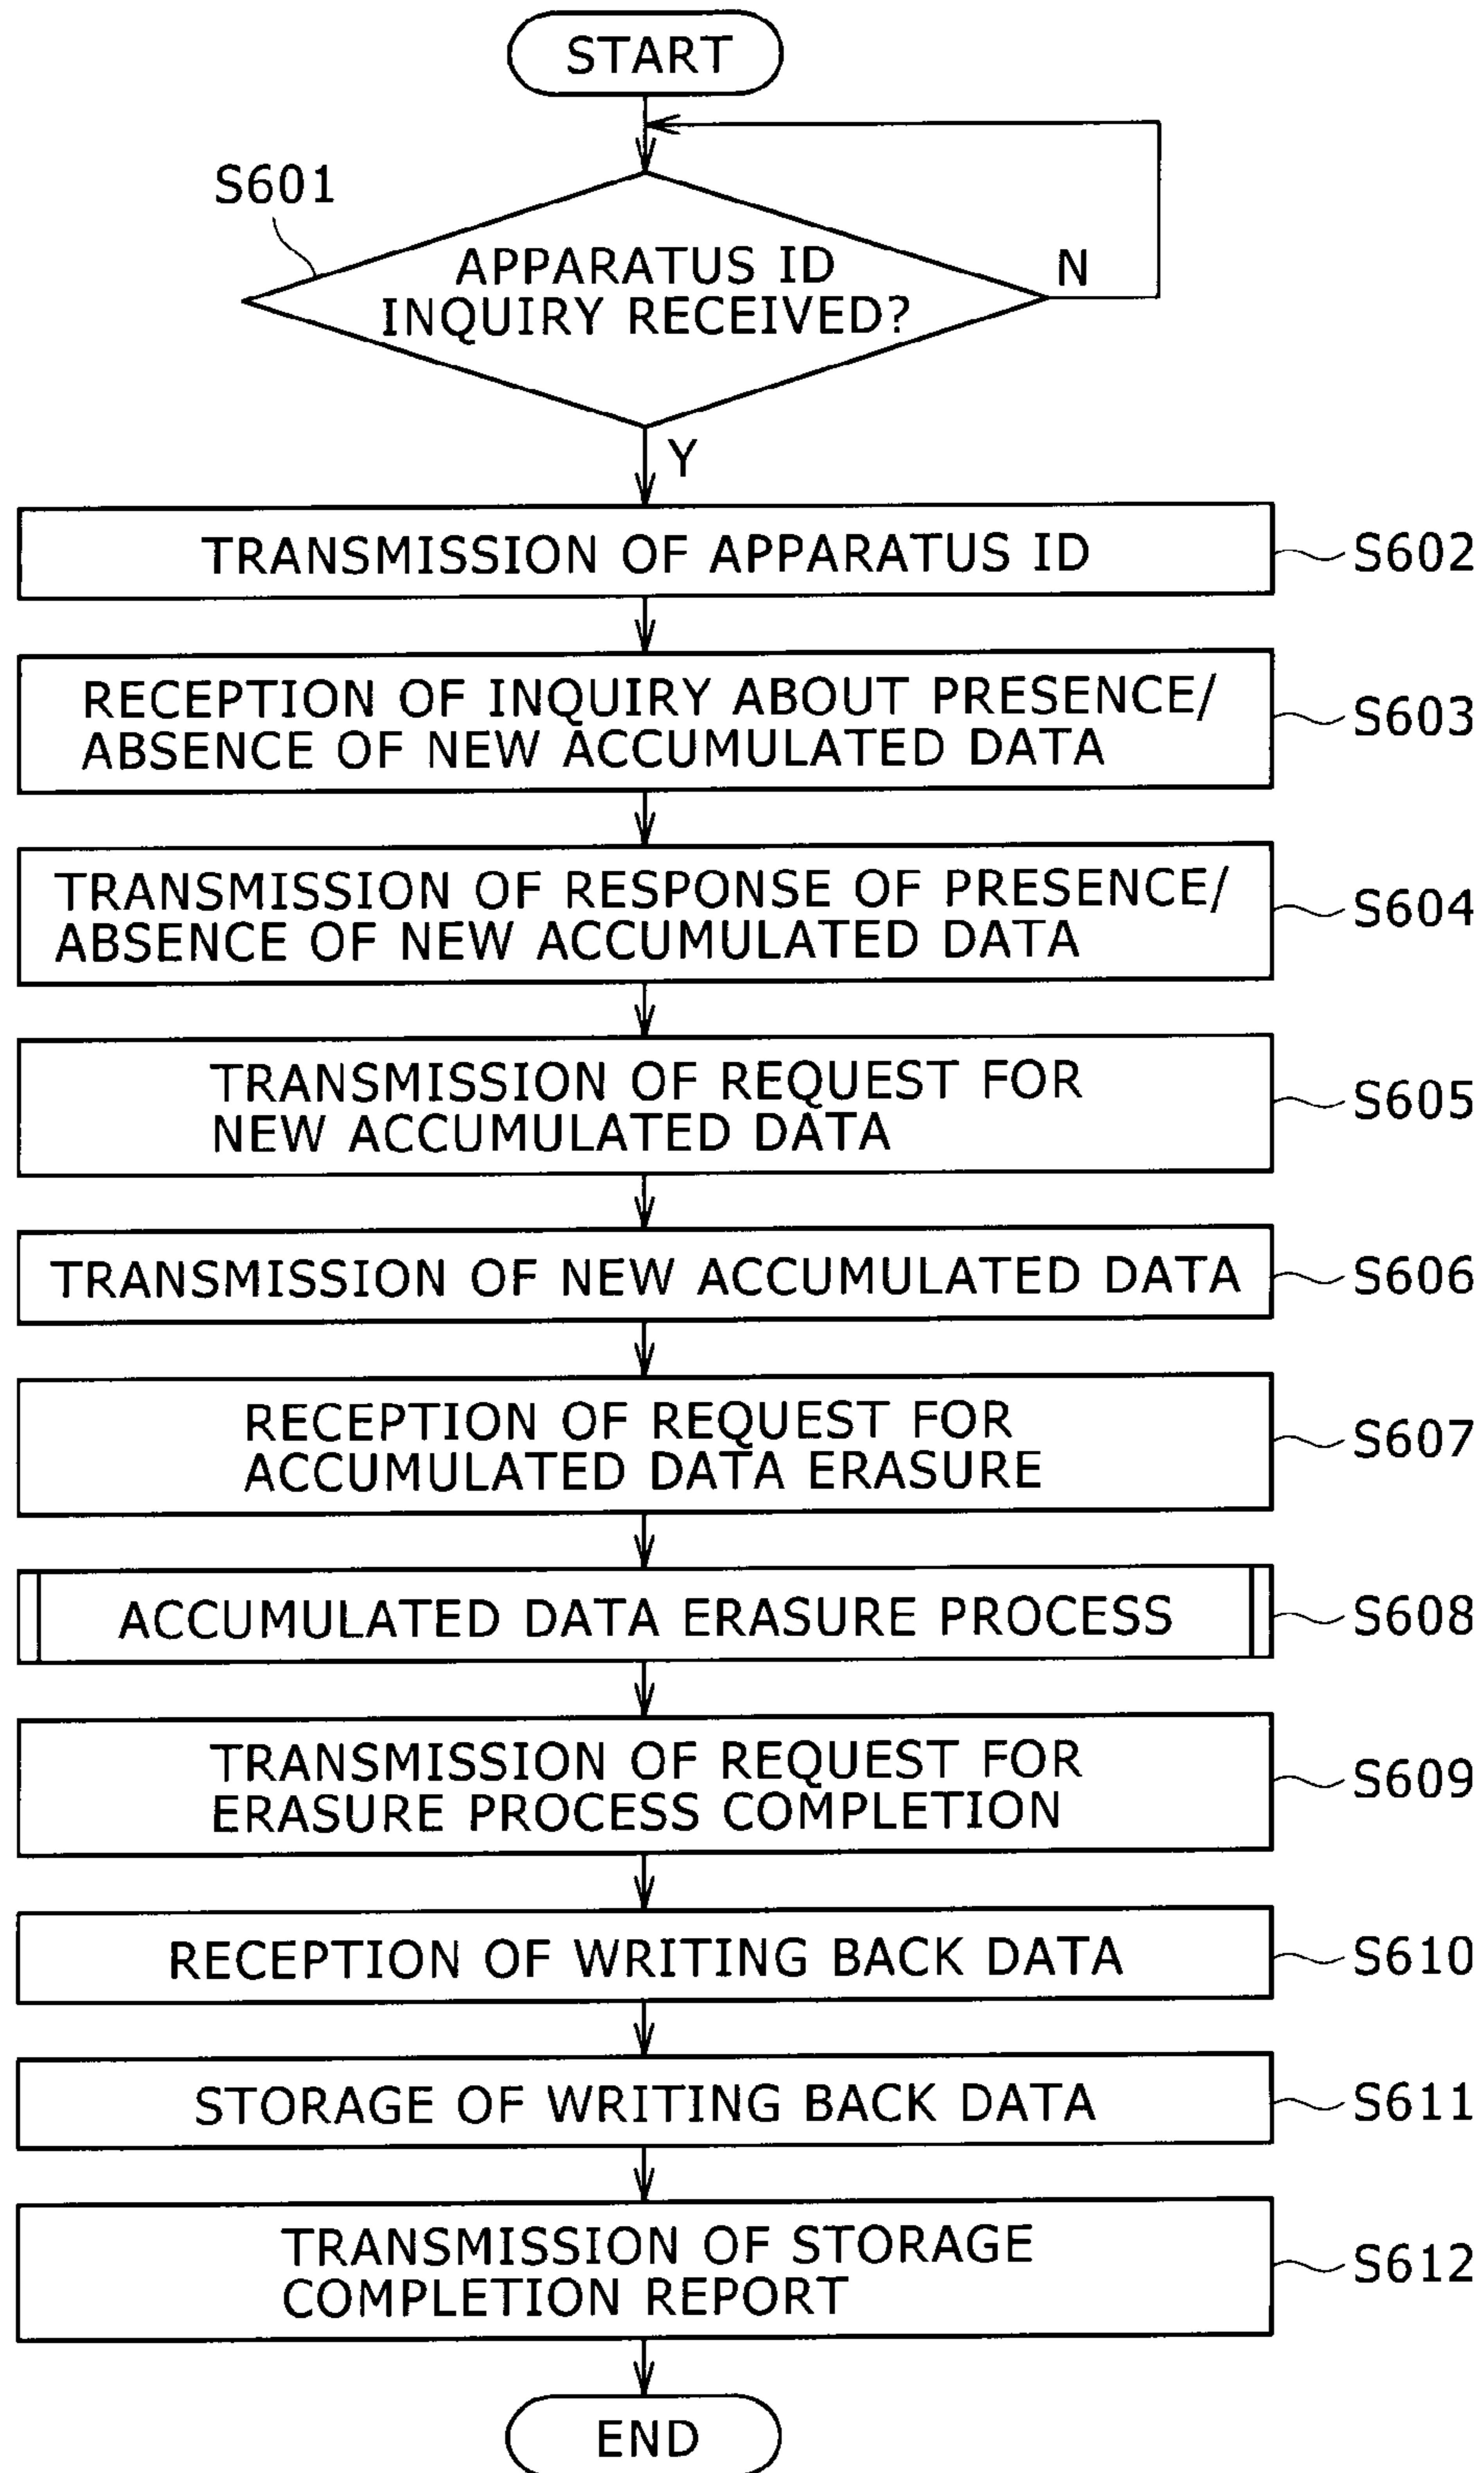 START
S601
APPARATUS ID
INQUIRY RECEIVED?
N
Y
TRANSMISSION OF APPARATUS ID
S602
RECEPTION OF INQUIRY ABOUT PRESENCE/
ABSENCE OF NEW ACCUMULATED DATA
S603
TRANSMISSION OF RESPONSE OF PRESENCE/
ABSENCE OF NEW ACCUMULATED DATA
S604
TRANSMISSION OF REQUEST FOR
NEW ACCUMULATED DATA
S605
TRANSMISSION OF NEW ACCUMULATED DATA
S606
RECEPTION OF REQUEST FOR
ACCUMULATED DATA ERASURE
S607
ACCUMULATED DATA ERASURE PROCESS
S608
TRANSMISSION OF REQUEST FOR
ERASURE PROCESS COMPLETION
S609
RECEPTION OF WRITING BACK DATA
S610
STORAGE OF WRITING BACK DATA
S611
TRANSMISSION OF STORAGE
COMPLETION REPORT
S612
END